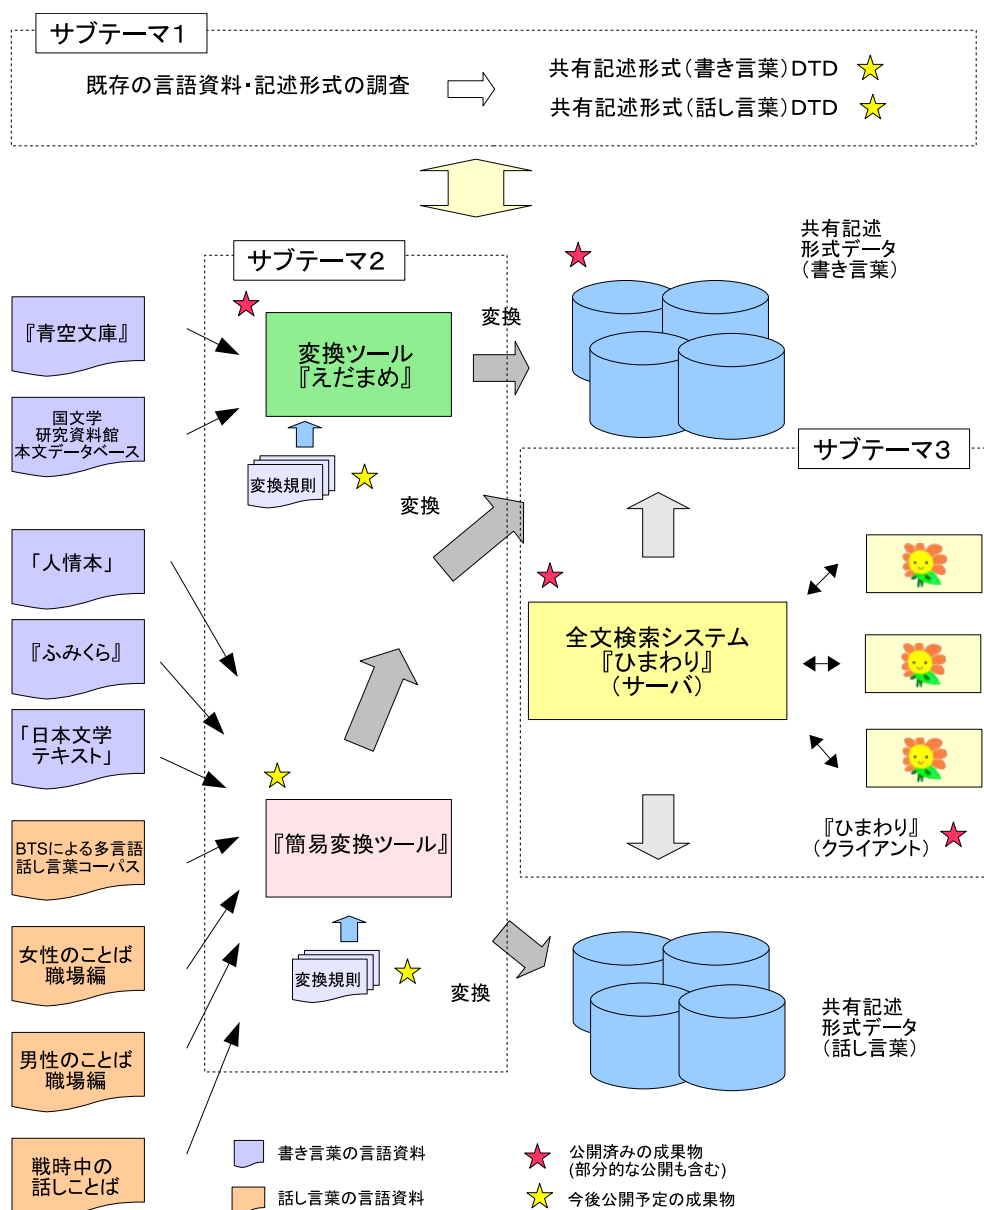 サブテーマ1
既存の言語資料・記述形式の調査
共有記述形式(書き言葉)DTD
共有記述形式(話し言葉)DTD
サブテーマ2
共有記述
形式データ
(書き言葉)
『青空文庫』
変換ツール
『えだまめ』
変換
国文学
研究資料館
本文データベース
変換規則
変換
サブテーマ3
「人情本」
『ふみくら』
全文検索システム
『ひまわり』
(サーバ)
「日本文学
テキスト」
BTSによる多言語
話し言葉コーパス
『簡易変換ツール』
『ひまわり』
(クライアント)
女性のことば
職場編
変換規則
変換
共有記述
形式データ
(話し言葉)
男性のことば
職場編
戦時中の
話しことば
書き言葉の言語資料
話し言葉の言語資料
公開済みの成果物
(部分的な公開も含む)
今後公開予定の成果物